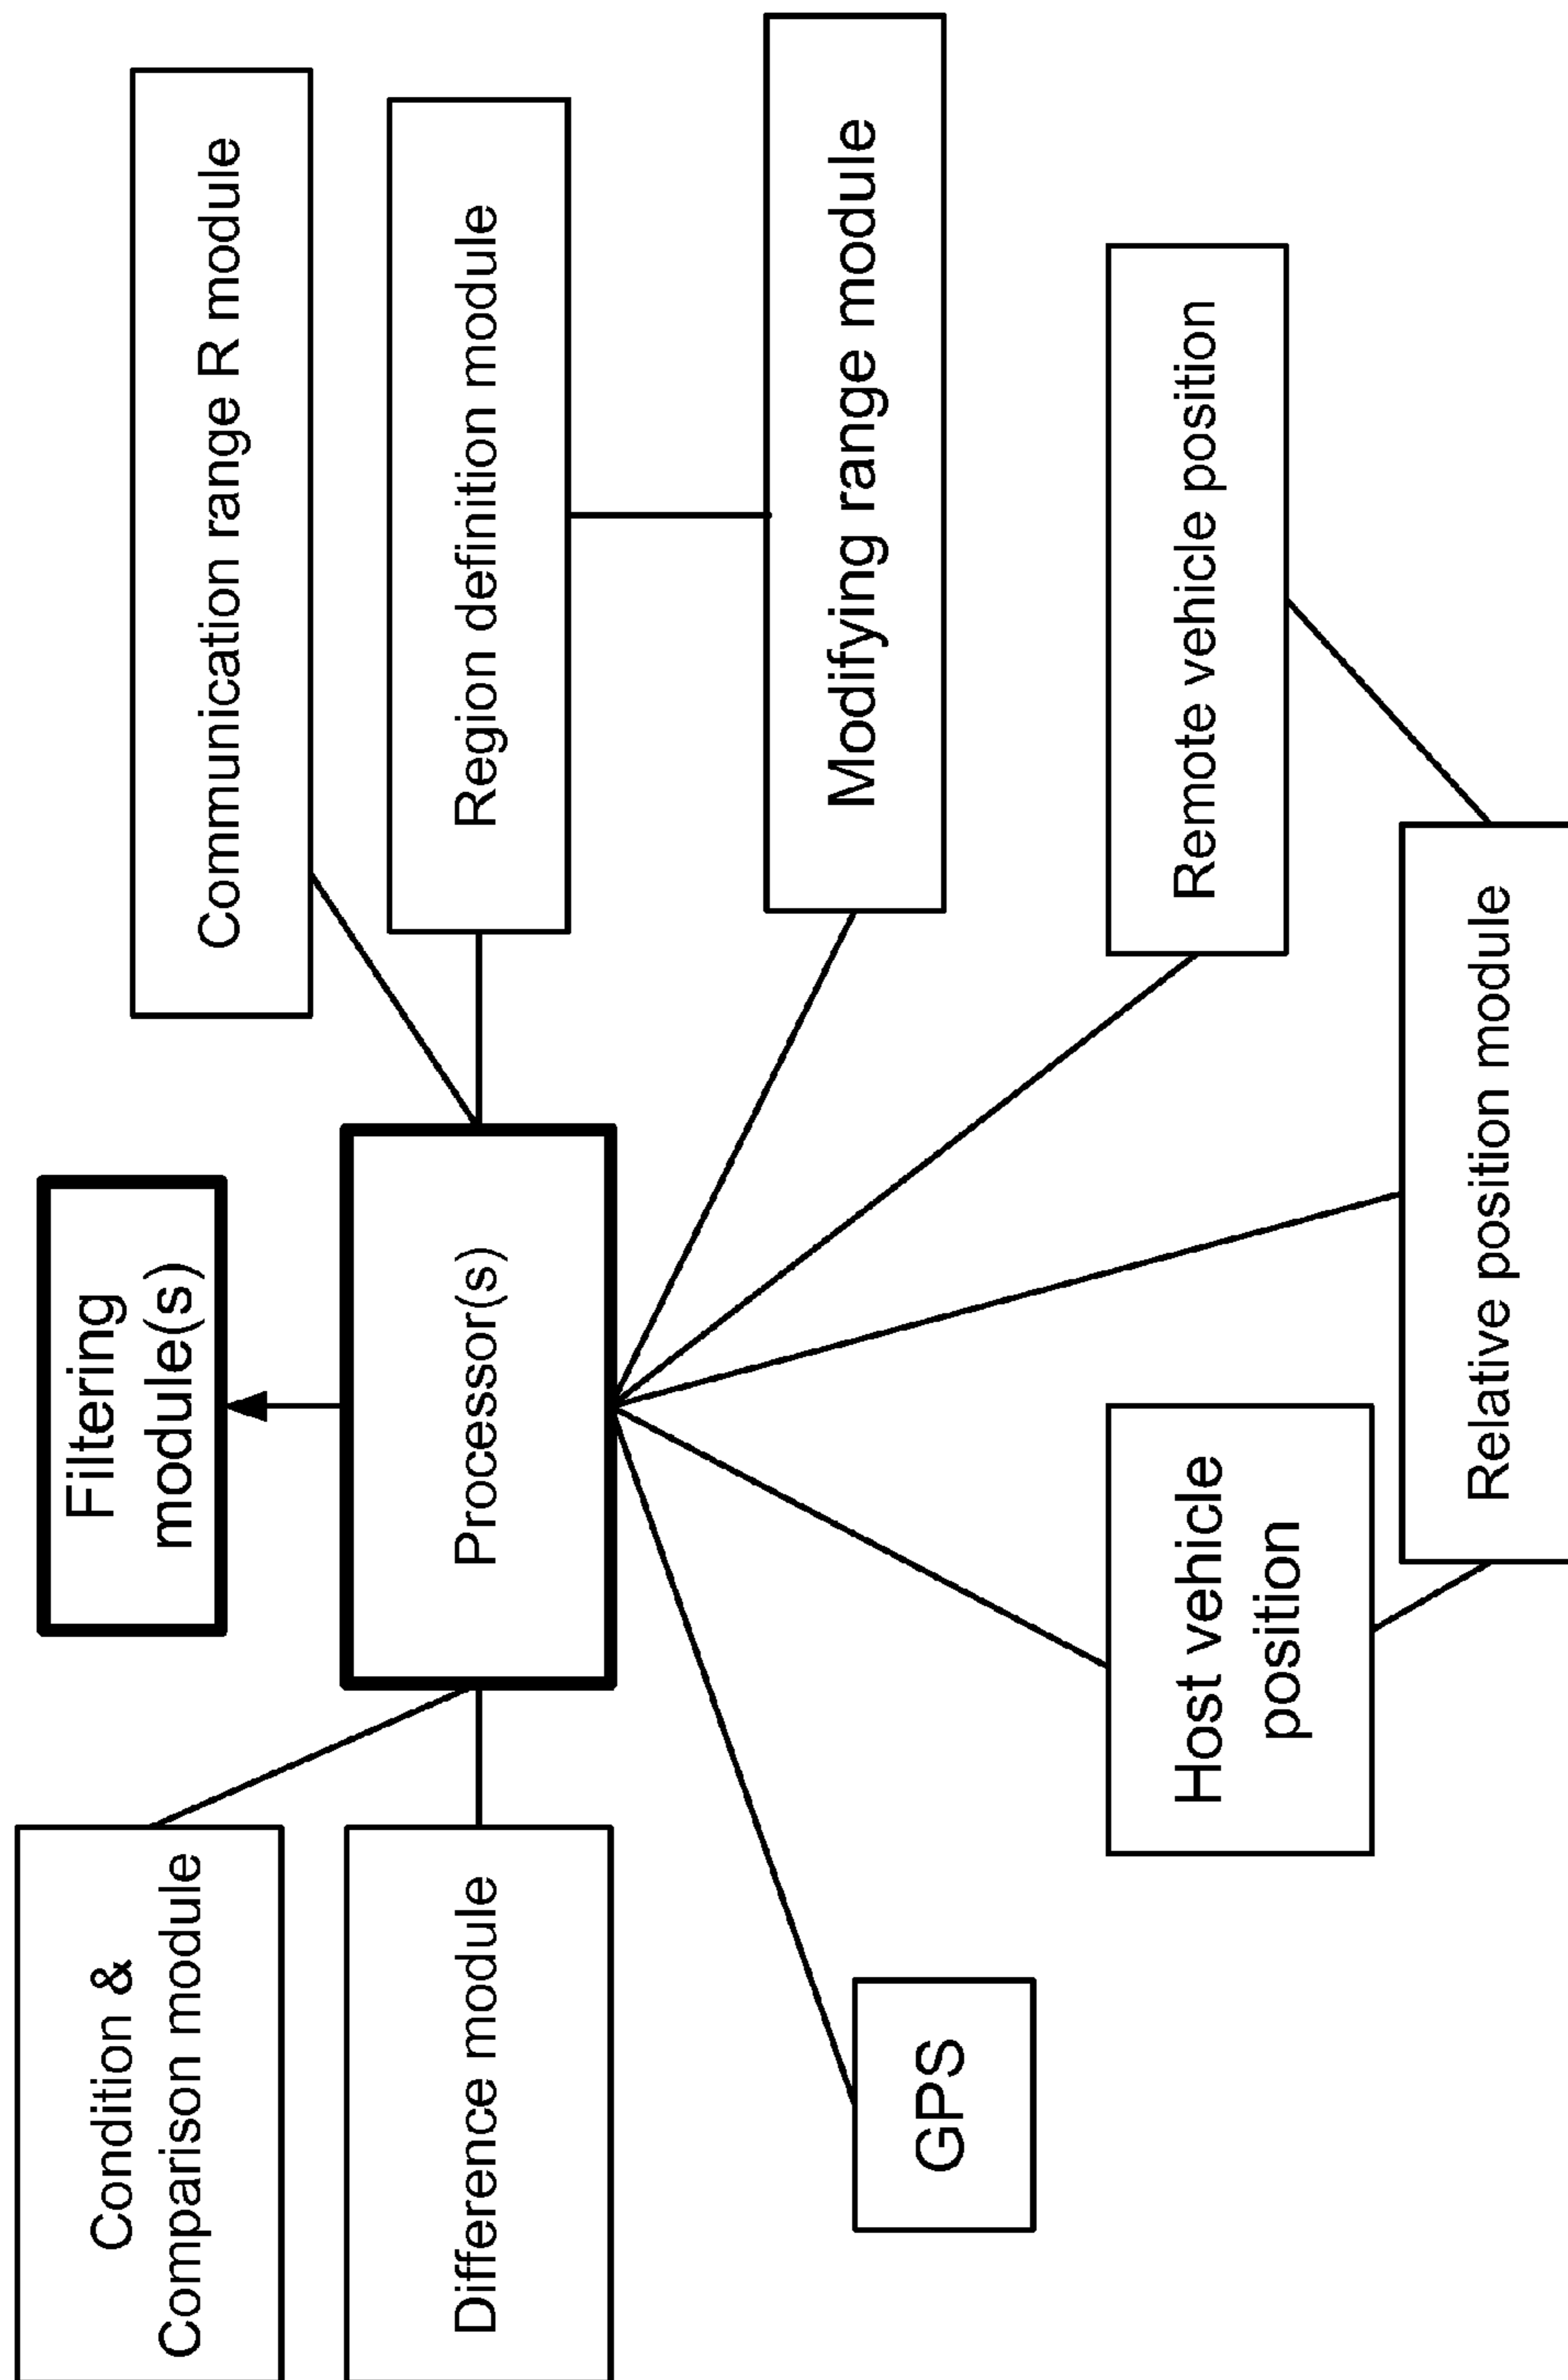 Filtering
module(s)
Condition &
Comparison module
Communication range R module
Difference module
Processor(s)
Region definition module
GPS
Modifying range module
Host vehicle
position
Remote vehicle position
Relative position module